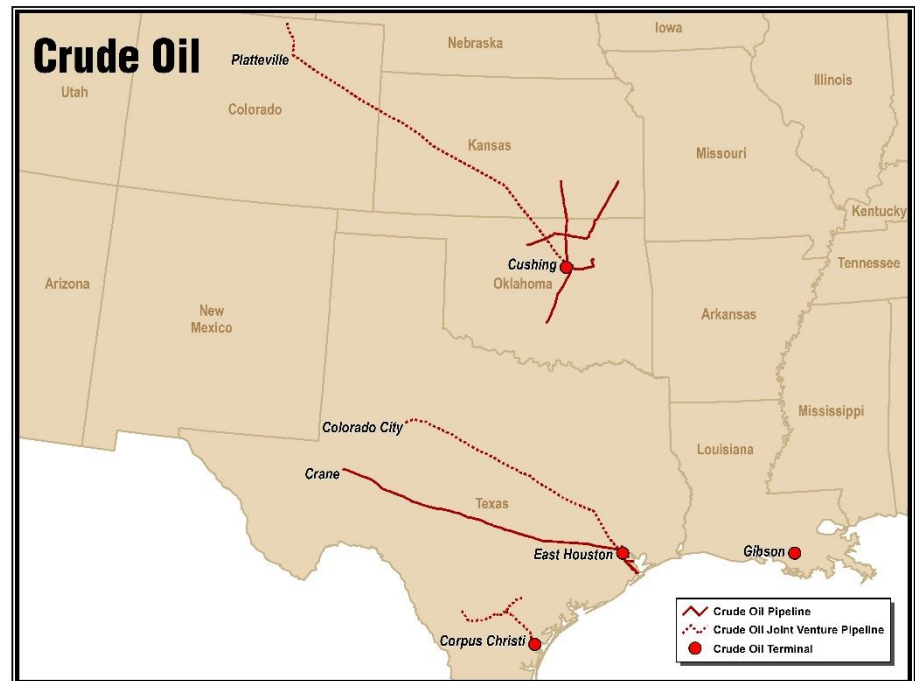 Crude Oil
Nebraska
Iowa
Platteville
Illinois
Utah
Colorado
Kansas
Missouri
Kentucky
Cushing
Tennessee
Oklahoma
Arizona
New
Mexico
Arkansas
Mississippi
Colorado City
Louisiana
Crane
Texas
East Houston
Gibson
Crude Oil Pipeline
Crude Oil Joint Venture Pipeline
Crude Oil Terminal
Corpus Christi